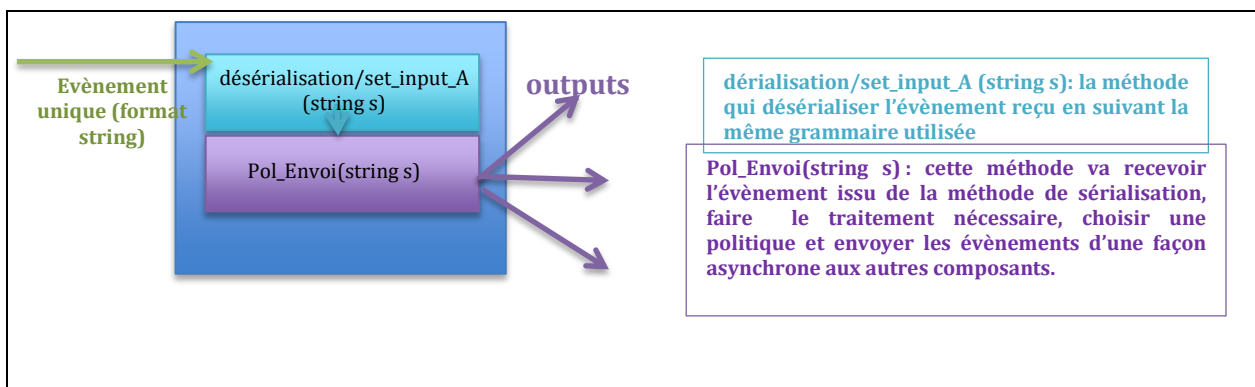 Evènement
unique (format
string)
désérialisation/set_input_A
(string s)
Pol_Envoi(string s)
outputs
dérialisation/set_input_A (string s): la méthode
qui désérialiser l’évènement reçu en suivant la
même grammaire utilisée
Pol_Envoi(string s) : cette méthode va recevoir
l’évènement issu de la méthode de sérialisation,
faire le traitement nécessaire, choisir une
politique et envoyer les évènements d’une façon
asynchrone aux autres composants.